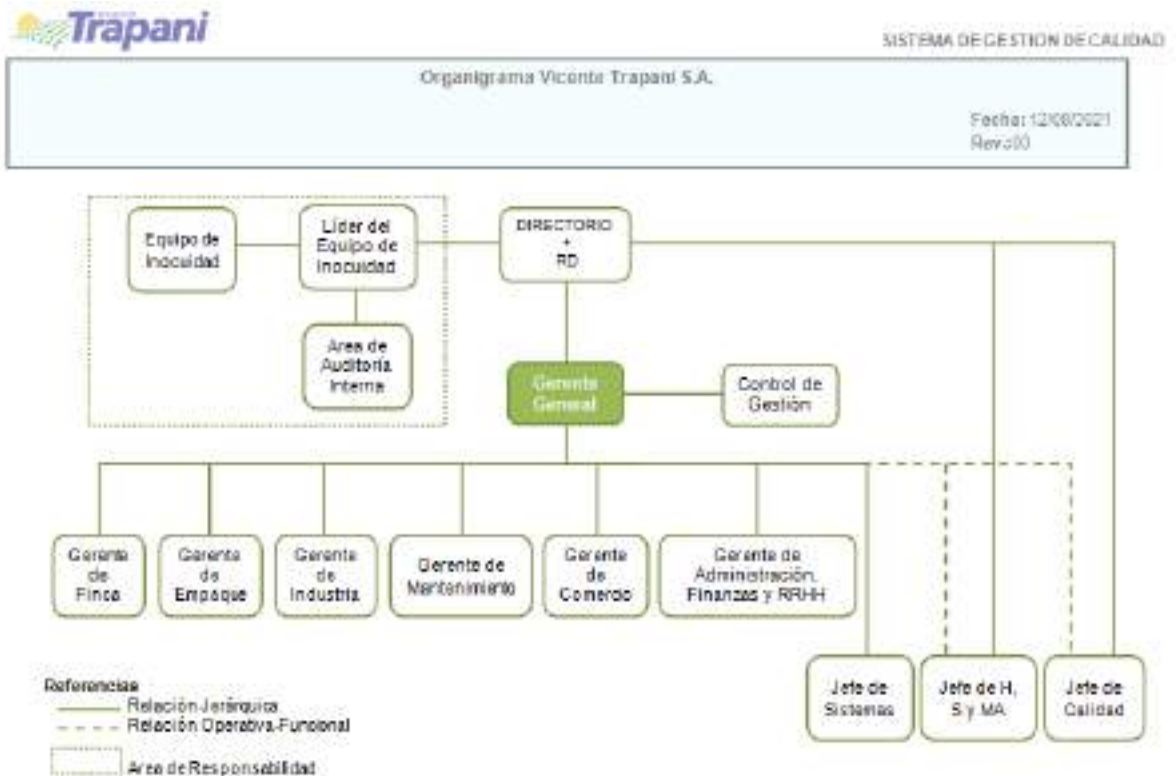 Trapani
SISTEMA DE GESTION DE CALIDAD
Organigrama Vicente Trapani S.A.
Fecha: 12/08/2021
Rev.:00
Equipo de
Inocuidad
Líder del
Equipo de
Inocuidad
DIRECTORIO
+
RD
Area de
Auditoría
Interna
Gerente
General
Control de
Gestión
Gerente
de
Finca
Gerente
de
Empaque
Gerente
de
Industria
Gerente de
Mantenimiento
Gerente
de
Comercio
Gerente de
Administración,
Finanzas y RRHH
Jefe de
Sistemas
Jefe de H,
S y MA
Jefe de
Calidad
Referencias
Relación Jerárquica
Relación Operativa-Funcional
Area de Responsabilidad